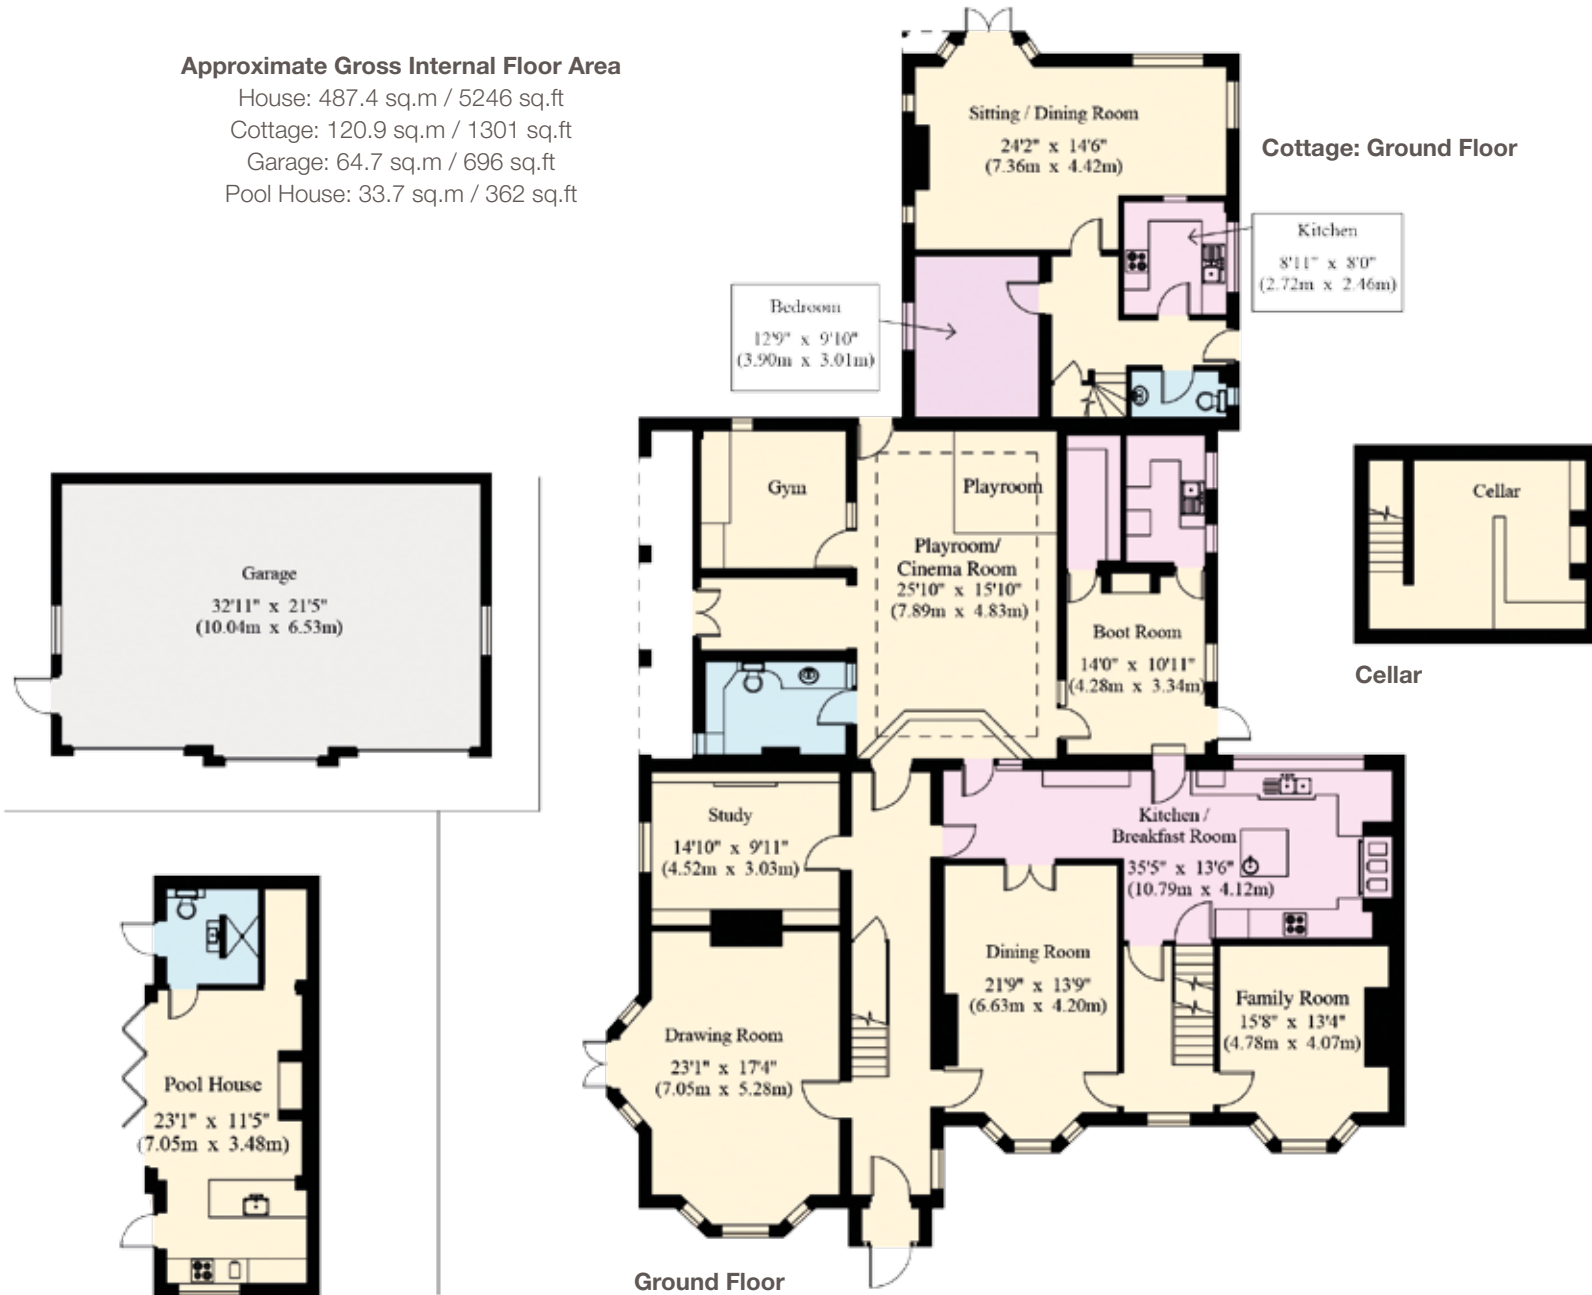 Approximate Gross Internal Floor Area
House: 487.4 sq.m / 5246 sq.ft
Cottage: 120.9 sq.m / 1301 sq.ft
Garage: 64.7 sq.m / 696 sq.ft
Pool House: 33.7 sq.m / 362 sq.ft
Sitting / Dining Room
24'2" x 14'6"
(7.36m x 4.42m)
Cottage: Ground Floor
Kitchen
8'11" x 8'0"
(2.72m x 2.46m)
Bedroom
12'9" x 9'10"
(3.90m x 3.01m)
Gym
Playroom
Playroom/
Cinema Room
25'10" x 15'10"
(7.89m x 4.83m)
Boot Room
14'0" x 10'11"
(4.28m x 3.34m)
Cellar
Cellar
Garage
32'11" x 21'5"
(10.04m x 6.53m)
Study
14'10" x 9'11"
(4.52m x 3.03m)
Kitchen /
Breakfast Room
35'5" x 13'6"
(10.79m x 4.12m)
Dining Room
21'9" x 13'9"
(6.63m x 4.20m)
Family Room
15'8" x 13'4"
(4.78m x 4.07m)
Drawing Room
23'1" x 17'4"
(7.05m x 5.28m)
Pool House
23'1" x 11'5"
(7.05m x 3.48m)
Ground Floor